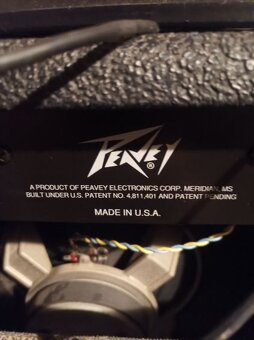 PEAVEY®
A PRODUCT OF PEAVEY ELECTRONICS CORP. MERIDIAN, MS
BUILT UNDER U.S. PATENT NO. 4,811,401 AND PATENT PENDING
MADE IN U.S.A.